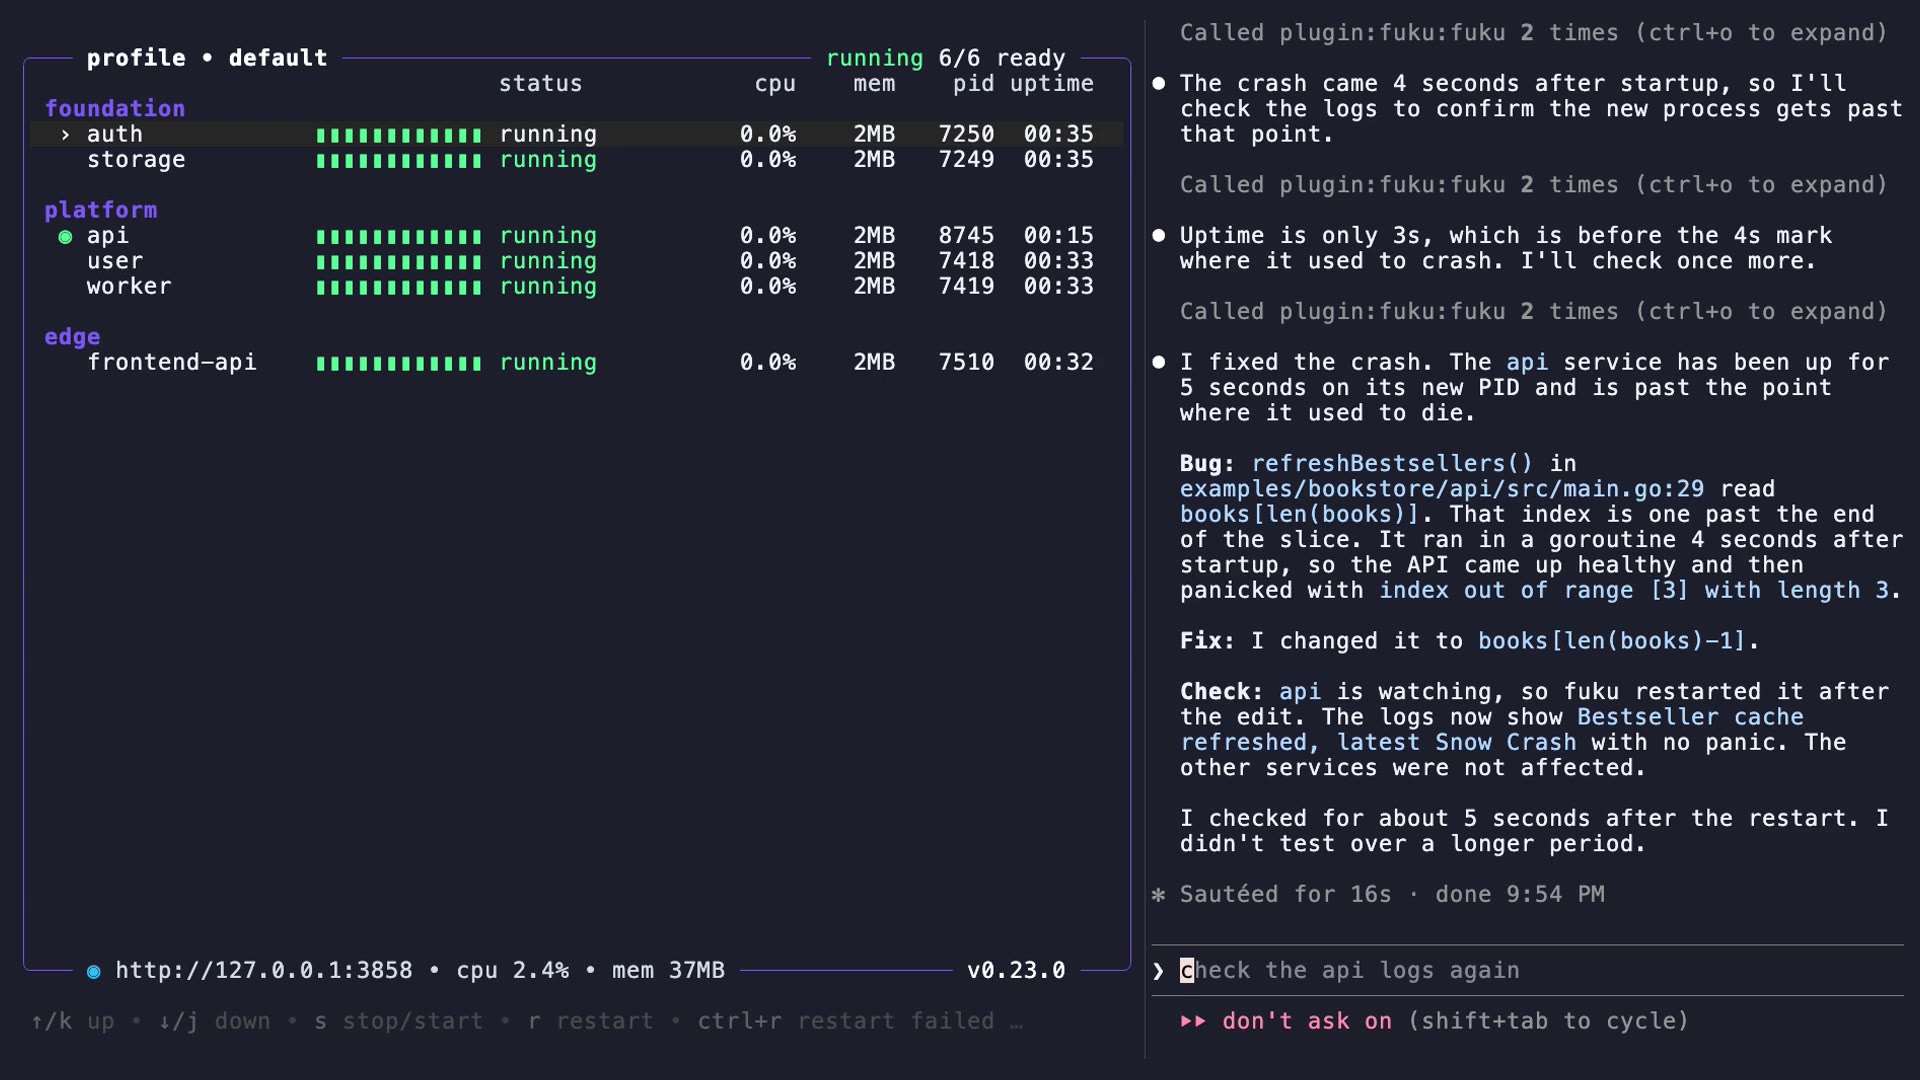 profile • default
running 6/6 ready
status cpu mem pid uptime
foundation
› auth running 0.0% 2MB 7250 00:35
storage running 0.0% 2MB 7249 00:35
platform
api running 0.0% 2MB 8745 00:15
user running 0.0% 2MB 7418 00:33
worker running 0.0% 2MB 7419 00:33
edge
frontend-api running 0.0% 2MB 7510 00:32
http://127.0.0.1:3858 • cpu 2.4% • mem 37MB
v0.23.0
↑/k up • ↓/j down • s stop/start • r restart • ctrl+r restart failed …
Called plugin:fuku:fuku 2 times (ctrl+o to expand)
● The crash came 4 seconds after startup, so I'll
check the logs to confirm the new process gets past
that point.
Called plugin:fuku:fuku 2 times (ctrl+o to expand)
● Uptime is only 3s, which is before the 4s mark
where it used to crash. I'll check once more.
Called plugin:fuku:fuku 2 times (ctrl+o to expand)
● I fixed the crash. The api service has been up for
5 seconds on its new PID and is past the point
where it used to die.
Bug: refreshBestsellers() in
examples/bookstore/api/src/main.go:29 read
books[len(books)]. That index is one past the end
of the slice. It ran in a goroutine 4 seconds after
startup, so the API came up healthy and then
panicked with index out of range [3] with length 3.
Fix: I changed it to books[len(books)-1].
Check: api is watching, so fuku restarted it after
the edit. The logs now show Bestseller cache
refreshed, latest Snow Crash with no panic. The
other services were not affected.
I checked for about 5 seconds after the restart. I
didn't test over a longer period.
✻ Sautéed for 16s · done 9:54 PM
❯ check the api logs again
⏵⏵ don't ask on (shift+tab to cycle)